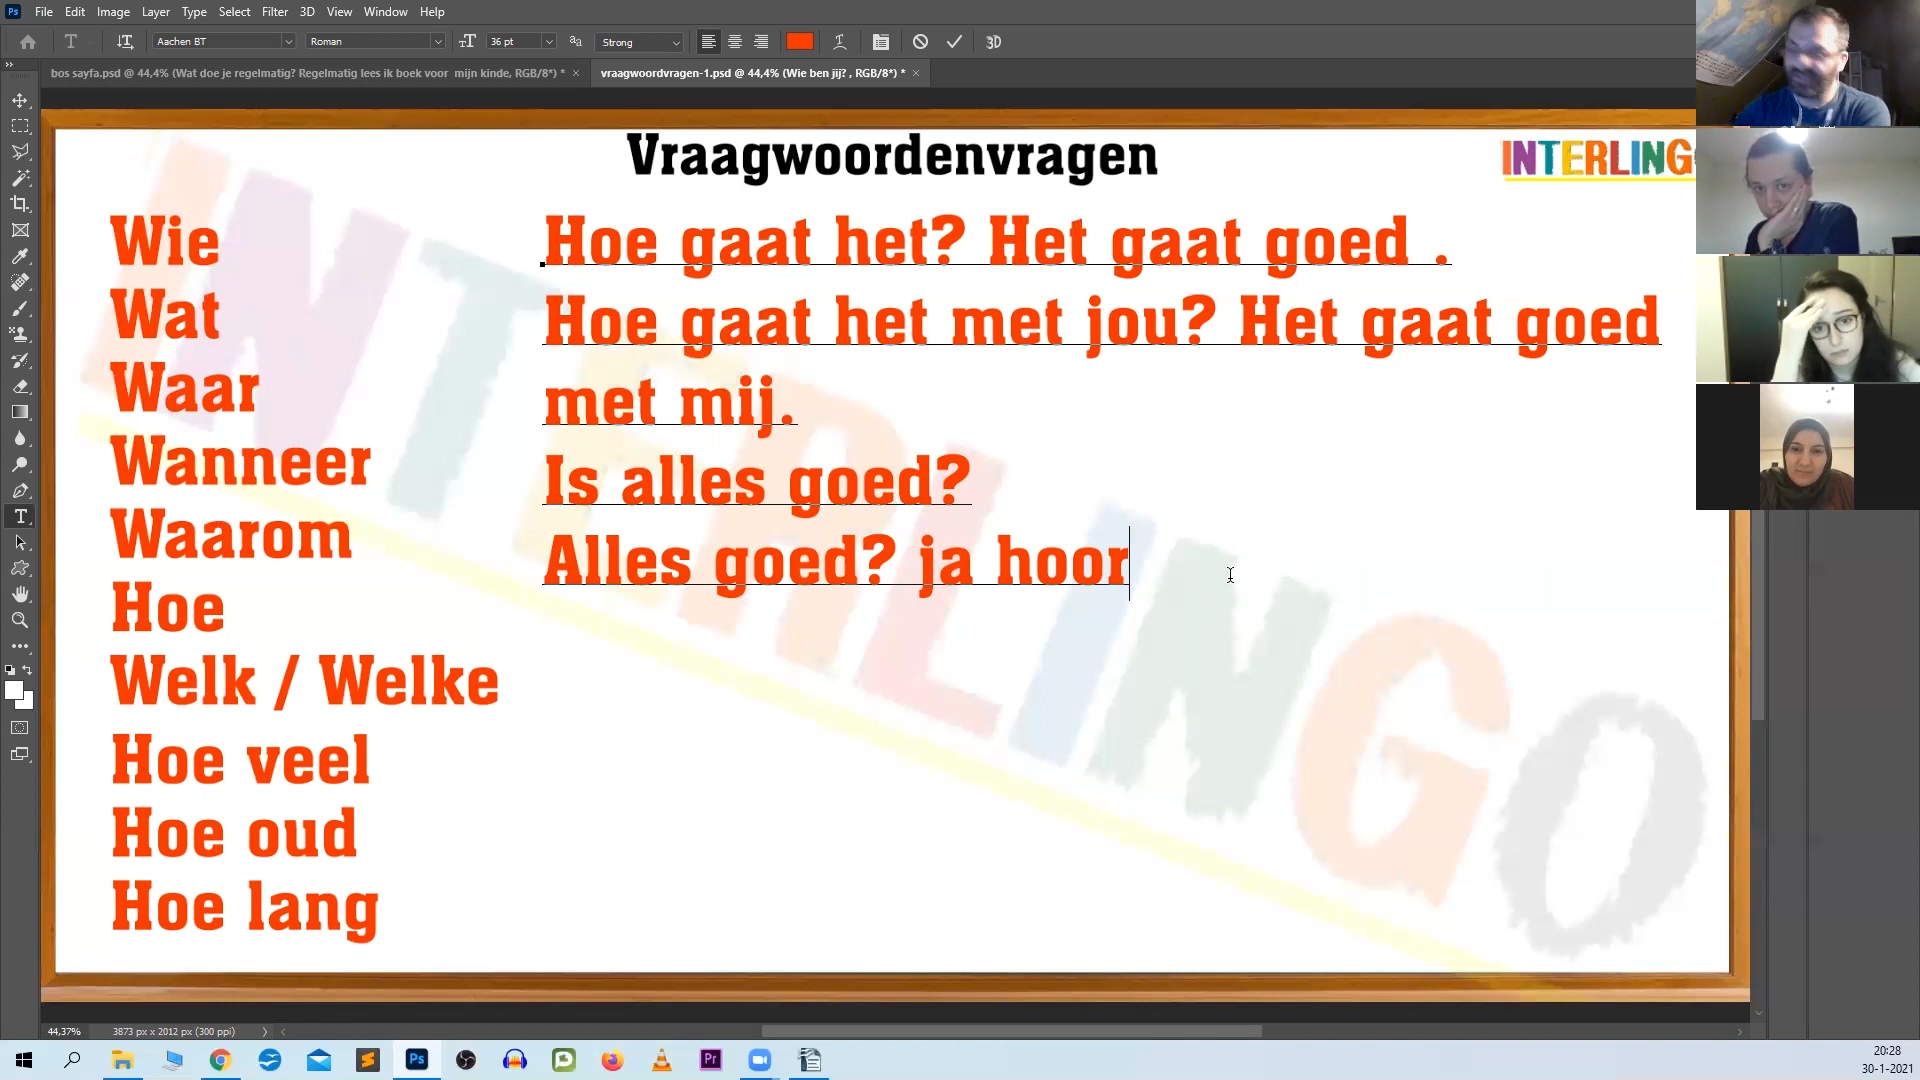 Ps File Edit Image Layer Type Select Filter 3D View Window Help
Aachen BT Roman 36 pt Strong 3D
bos sayfa.psd @ 44,4% (Wat doe je regelmatig? Regelmatig lees ik boek voor mijn kinde, RGB/8*) * vraagwoordvragen-1.psd @ 44,4% (Wie ben jij? , RGB/8*) *
Vraagwoordenvragen
INTERLINGO
Wie
Wat
Waar
Wanneer
Waarom
Hoe
Welk / Welke
Hoe veel
Hoe oud
Hoe lang
Hoe gaat het? Het gaat goed .
Hoe gaat het met jou? Het gaat goed
met mij.
Is alles goed?
Alles goed? ja hoor
INTERLINGO
44,37% 3873 px x 2012 px (300 ppi)
Ps Pr
20:28
30-1-2021